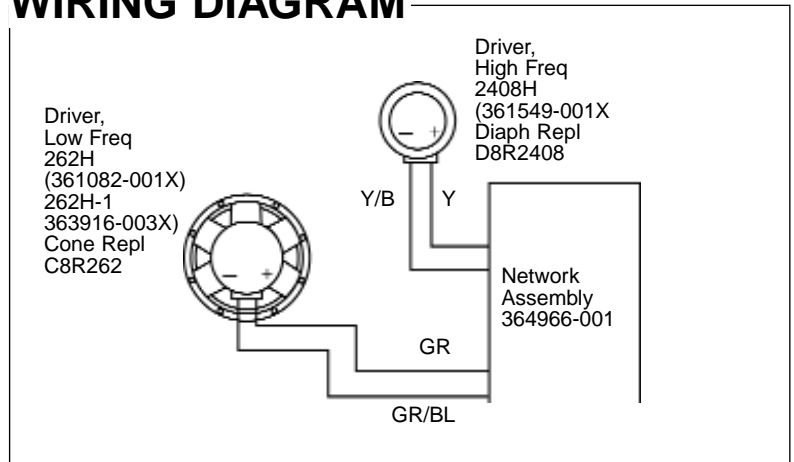 WIRING DIAGRAM
Driver,
High Freq
2408H
(361549-001X
Diaph Repl
D8R2408
Driver,
Low Freq
262H
(361082-001X)
262H-1
363916-003X)
Cone Repl
C8R262
– +
Y/B Y
– +
Network
Assembly
364966-001
GR
GR/BL